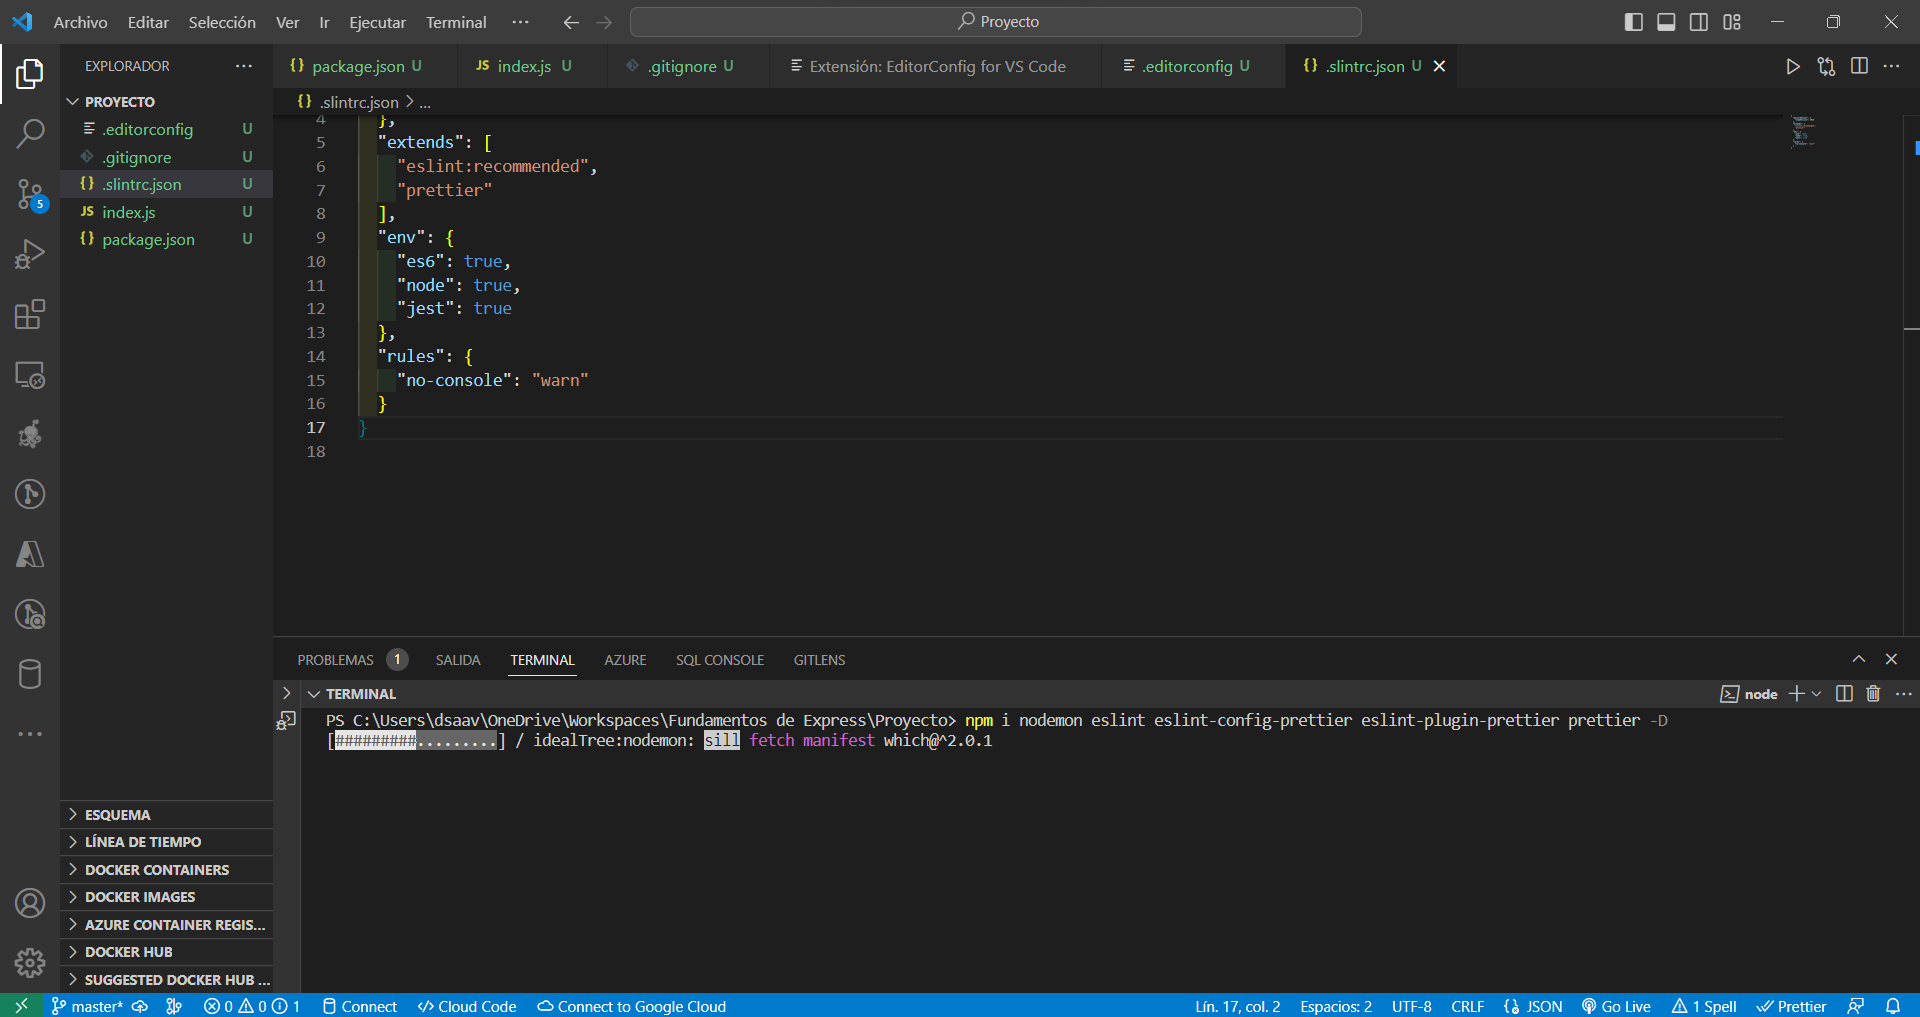 Archivo Editar Selección Ver Ir Ejecutar Terminal ··· Proyecto
EXPLORADOR ···
{} package.json U JS index.js U .gitignore U Extensión: EditorConfig for VS Code .editorconfig U {} .slintrc.json U
{} .slintrc.json > ...
PROYECTO
.editorconfig U
.gitignore U
{} .slintrc.json U
JS index.js U
{} package.json U
5
4 },
5 "extends": [
6 "eslint:recommended",
7 "prettier"
8 ],
9 "env": {
10 "es6": true,
11 "node": true,
12 "jest": true
13 },
14 "rules": {
15 "no-console": "warn"
16 }
17 }
18
ESQUEMA
LÍNEA DE TIEMPO
DOCKER CONTAINERS
DOCKER IMAGES
AZURE CONTAINER REGIS...
DOCKER HUB
SUGGESTED DOCKER HUB ...
PROBLEMAS 1 SALIDA TERMINAL AZURE SQL CONSOLE GITLENS
TERMINAL node
PS C:\Users\dsaav\OneDrive\Workspaces\Fundamentos de Express\Proyecto> npm i nodemon eslint eslint-config-prettier eslint-plugin-prettier prettier -D
[#########.........] / idealTree:nodemon: sill fetch manifest which@^2.0.1
master* 0 0 1 Connect Cloud Code Connect to Google Cloud Lín. 17, col. 2 Espacios: 2 UTF-8 CRLF JSON Go Live 1 Spell Prettier